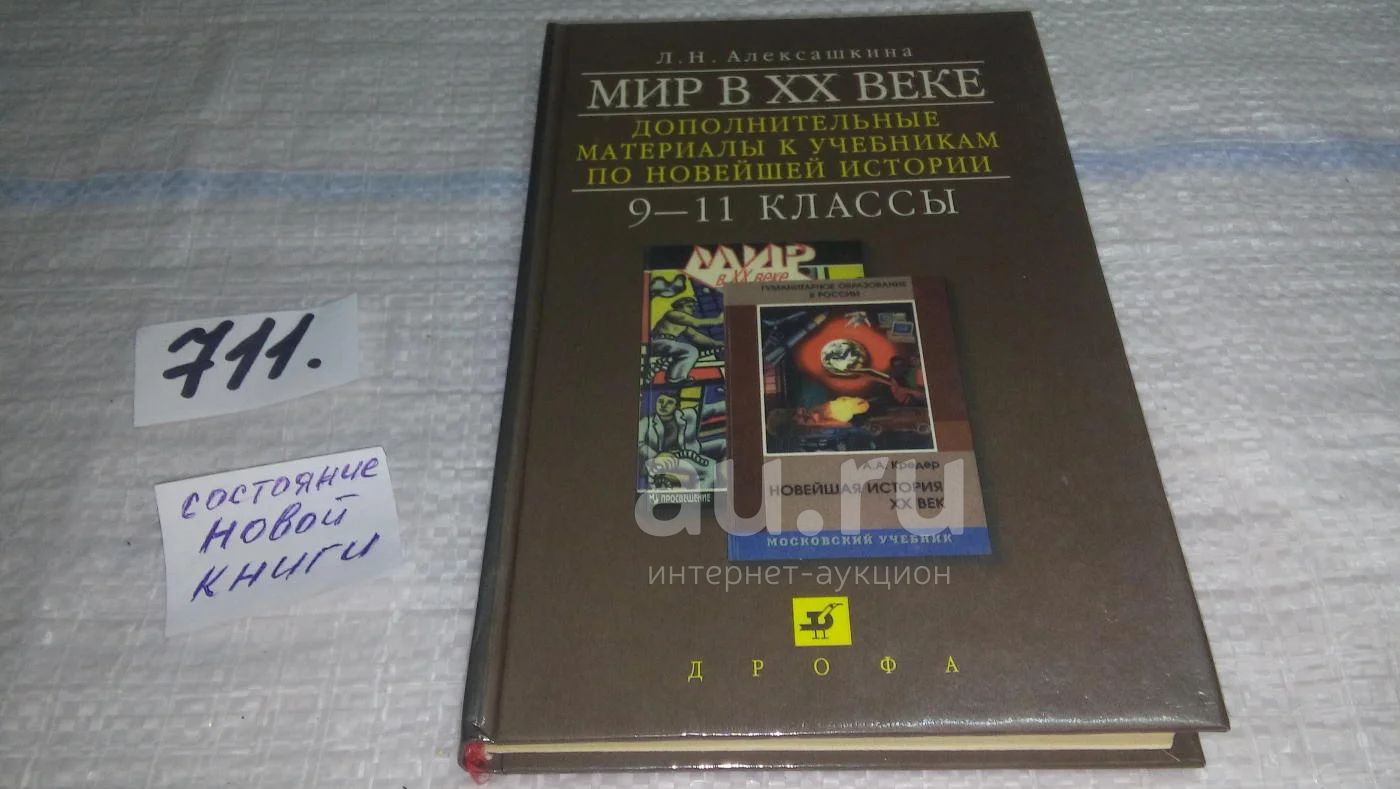 Л.Н. Алексашкина
МИР В XX ВЕКЕ
ДОПОЛНИТЕЛЬНЫЕ
МАТЕРИАЛЫ К УЧЕБНИКАМ
ПО НОВЕЙШЕЙ ИСТОРИИ
9—11 КЛАССЫ
МИР
в XX веке
ГУМАНИТАРНОЕ ОБРАЗОВАНИЕ
В РОССИИ
А.А. Кредер
НОВЕЙШАЯ ИСТОРИЯ
XX ВЕК
ПРОСВЕЩЕНИЕ
МОСКОВСКИЙ УЧЕБНИК
ДРОФА
711.
состояние
новой
книги
au.ru
интернет-аукцион